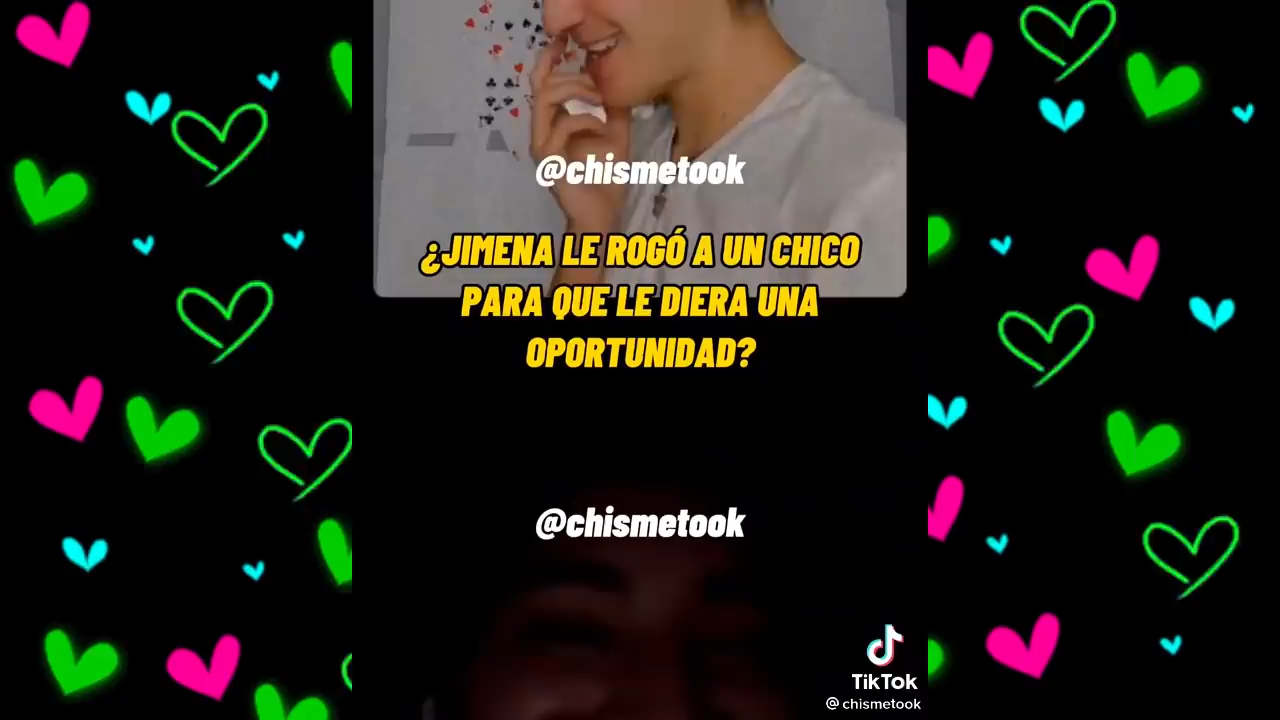 @chismetook
¿JIMENA LE ROGÓ A UN CHICO
PARA QUE LE DIERA UNA
OPORTUNIDAD?
@chismetook
TikTok
@chismetook